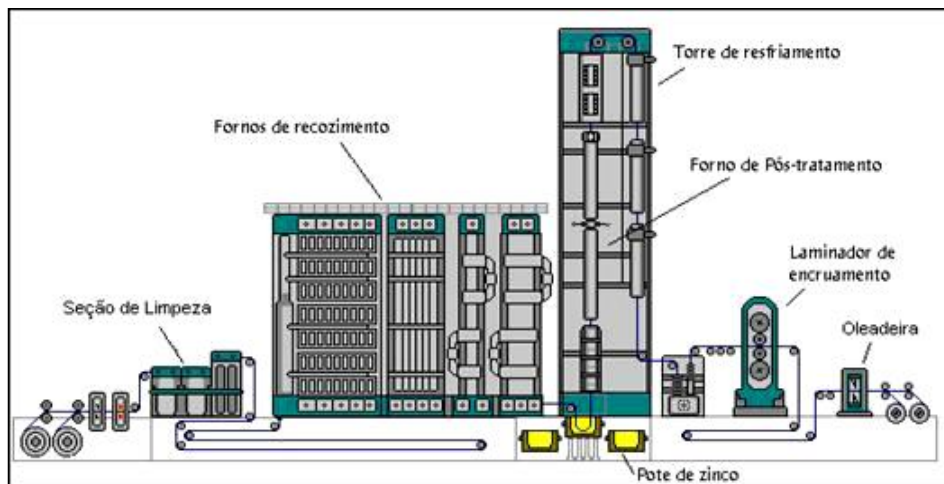 Torre de resfriamento
Fornos de recozimento
Forno de Pós-tratamento
Laminador de
encruamento
Seção de Limpeza
Oleadeira
Pote de zinco